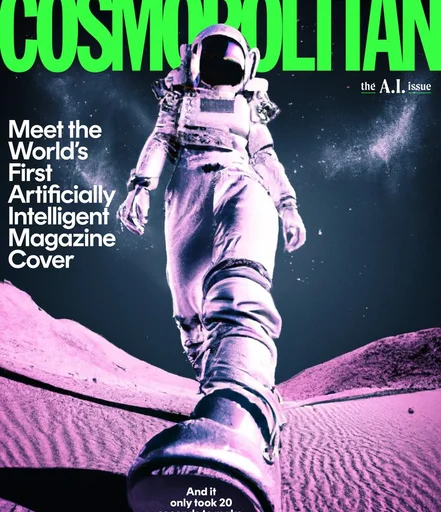 COSMOPOLITAN
the A.I. issue
Meet the
World's
First
Artificially
Intelligent
Magazine
Cover
And it
only took 20